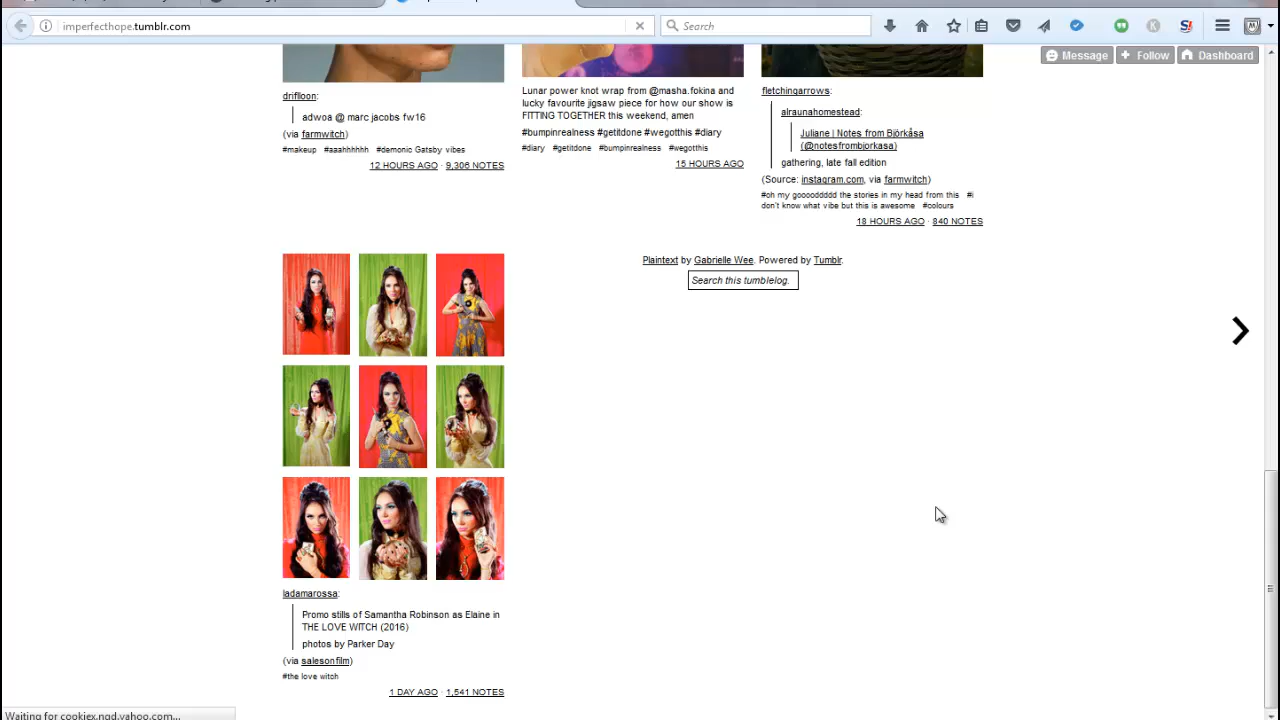 imperfecthope.tumblr.com
Search
Message
Follow
Dashboard
driflloon:
adwoa @ marc jacobs fw16
(via farmwitch)
#makeup #aaahhhhhh #demonic Gatsby vibes
12 HOURS AGO · 9,306 NOTES
Lunar power knot wrap from @masha.fokina and
lucky favourite jigsaw piece for how our show is
FITTING TOGETHER this weekend, amen
#bumpinrealness #getitdone #wegotthis #diary
#diary #getitdone #bumpinrealness #wegotthis
15 HOURS AGO
fletchingarrows:
alraunahomestead:
Juliane | Notes from Björkåsa
(@notesfrombjorkasa)
gathering, late fall edition
(Source: instagram.com, via farmwitch)
#oh my goooodddd the stories in my head from this #i
don't know what vibe but this is awesome #colours
18 HOURS AGO · 840 NOTES
Plaintext by Gabrielle Wee. Powered by Tumblr.
Search this tumblelog.
ladamarossa:
Promo stills of Samantha Robinson as Elaine in
THE LOVE WITCH (2016)
photos by Parker Day
(via salesonfilm)
#the love witch
1 DAY AGO · 1,541 NOTES
Waiting for cookiex.ngd.yahoo.com...